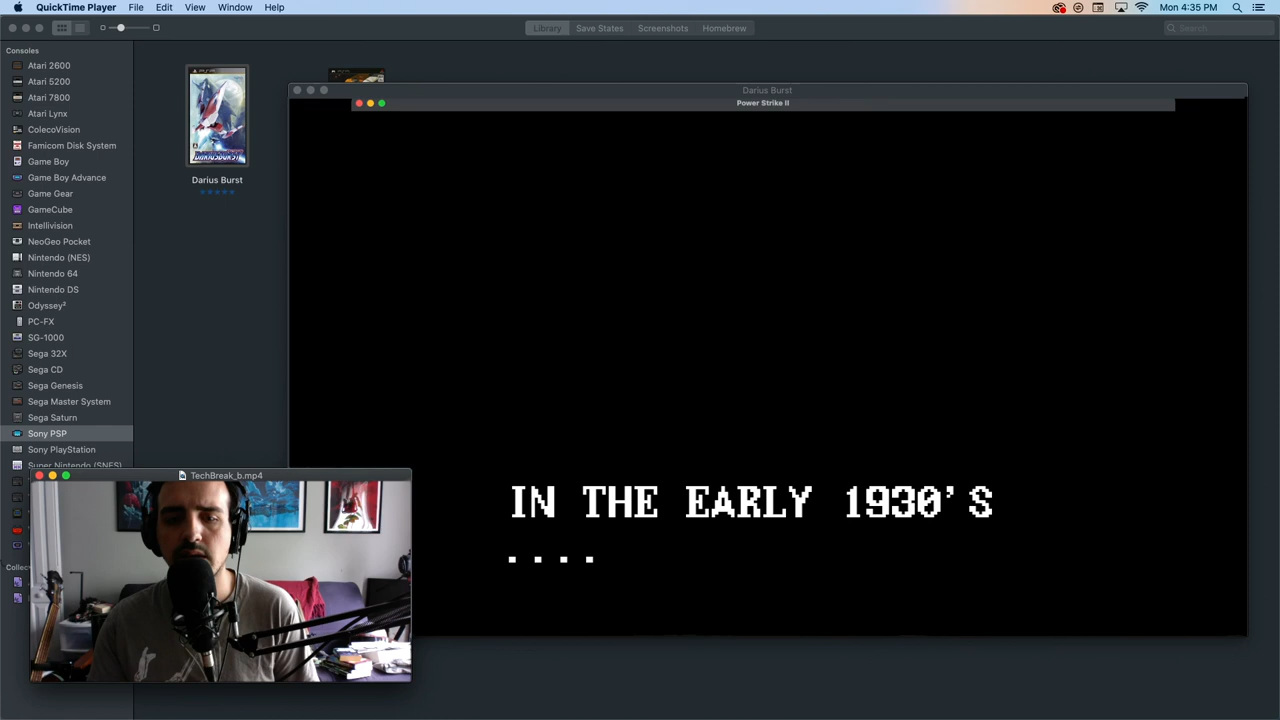 QuickTime Player File Edit View Window Help
Mon 4:35 PM
Library Save States Screenshots Homebrew
Search
Consoles
Atari 2600
Atari 5200
Atari 7800
Atari Lynx
ColecoVision
Famicom Disk System
Game Boy
Game Boy Advance
Game Gear
GameCube
Intellivision
NeoGeo Pocket
Nintendo (NES)
Nintendo 64
Nintendo DS
Odyssey²
PC-FX
SG-1000
Sega 32X
Sega CD
Sega Genesis
Sega Master System
Sega Saturn
Sony PSP
Sony PlayStation
Super Nintendo (SNES)
DARIUSBURST
Darius Burst
Darius Burst
Power Strike II
IN THE EARLY 1930'S
....
TechBreak_b.mp4